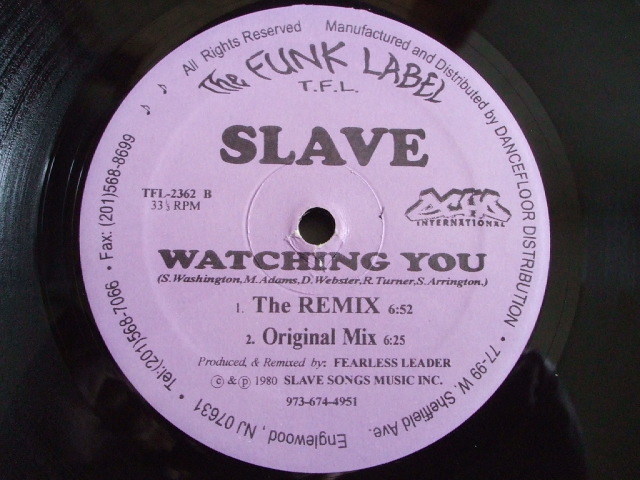 All Rights Reserved Manufactured and Distributed by DANCEFLOOR DISTRIBUTION • 77-99 W. Sheffield Ave. Englewood, NJ 07631 • Tel:(201)568-7066 • Fax: (201)568-8699
The FUNK LABEL
T.F.L.
SLAVE
TFL-2362 B
33⅓ RPM
INTERNATIONAL
WATCHING YOU
(S. Washington,M. Adams,D. Webster,R. Turner,S. Arrington.)
1. The REMIX 6:52
2. Original Mix 6:25
Produced, & Remixed by: FEARLESS LEADER
© & ℗ 1980 SLAVE SONGS MUSIC INC.
973-674-4951